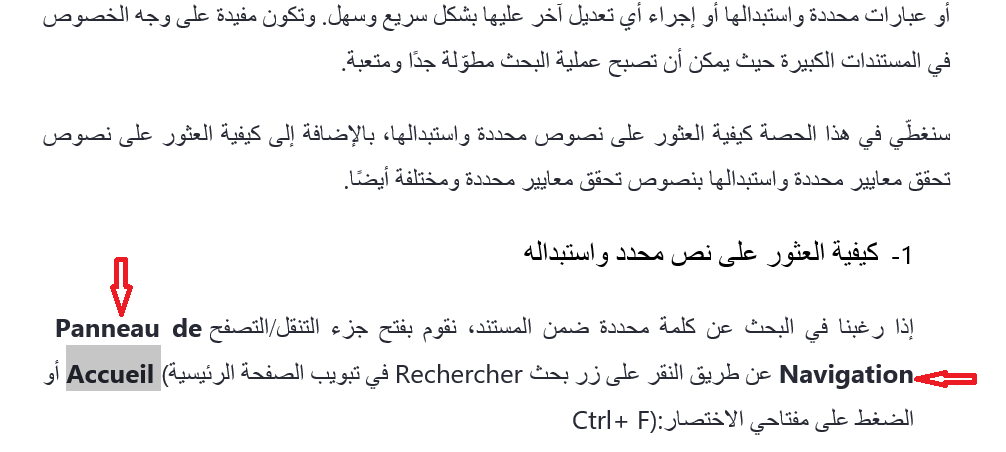 أو عبارات محددة واستبدالها أو إجراء أي تعديل آخر عليها بشكل سريع وسهل. وتكون مفيدة على وجه الخصوص
في المستندات الكبيرة حيث يمكن أن تصبح عملية البحث مطوّلة جدًا ومتعبة.
سنغطّي في هذا الحصة كيفية العثور على نصوص محددة واستبدالها، بالإضافة إلى كيفية العثور على نصوص
تحقق معايير محددة واستبدالها بنصوص تحقق معايير محددة ومختلفة أيضًا.
1- كيفية العثور على نص محدد واستبداله
إذا رغبنا في البحث عن كلمة محددة ضمن المستند، نقوم بفتح جزء التنقل/التصفح Panneau de
Navigation عن طريق النقر على زر بحث Rechercher في تبويب الصفحة الرئيسية) Accueil أو
الضغط على مفتاحي الاختصار:(Ctrl+ F